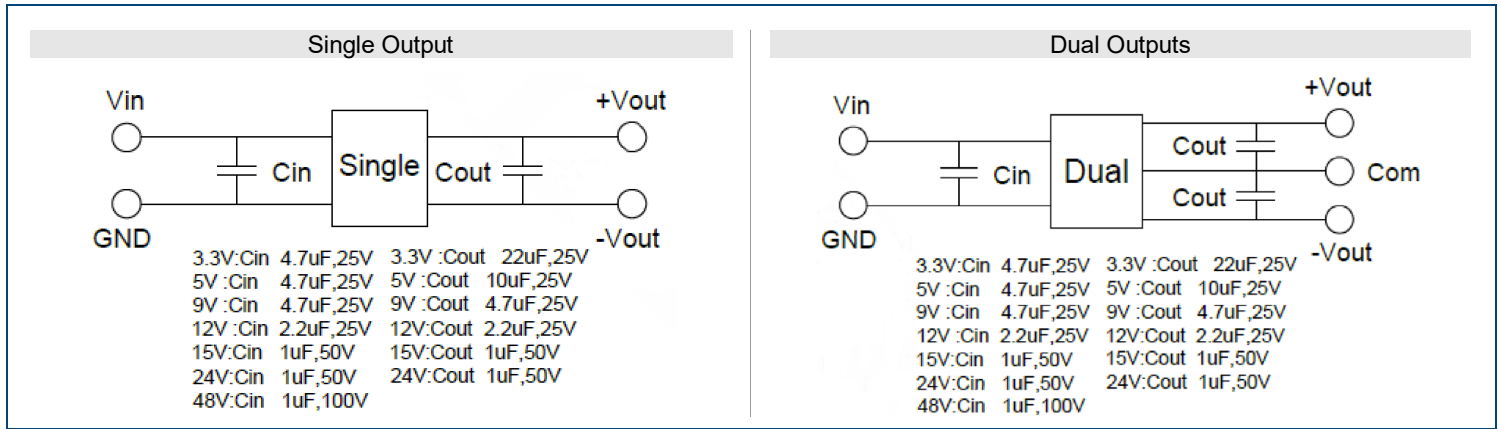 Single Output
Vin
+Vout
Cin
Single
Cout
GND
-Vout
3.3V:Cin 4.7uF,25V 3.3V :Cout 22uF,25V
5V :Cin 4.7uF,25V 5V :Cout 10uF,25V
9V :Cin 4.7uF,25V 9V :Cout 4.7uF,25V
12V :Cin 2.2uF,25V 12V:Cout 2.2uF,25V
15V:Cin 1uF,50V 15V:Cout 1uF,50V
24V:Cin 1uF,50V 24V:Cout 1uF,50V
48V:Cin 1uF,100V
Dual Outputs
Vin
+Vout
Cout
Cin
Dual
Com
Cout
GND
-Vout
3.3V:Cin 4.7uF,25V 3.3V :Cout 22uF,25V
5V :Cin 4.7uF,25V 5V :Cout 10uF,25V
9V :Cin 4.7uF,25V 9V :Cout 4.7uF,25V
12V :Cin 2.2uF,25V 12V:Cout 2.2uF,25V
15V:Cin 1uF,50V 15V:Cout 1uF,50V
24V:Cin 1uF,50V 24V:Cout 1uF,50V
48V:Cin 1uF,100V